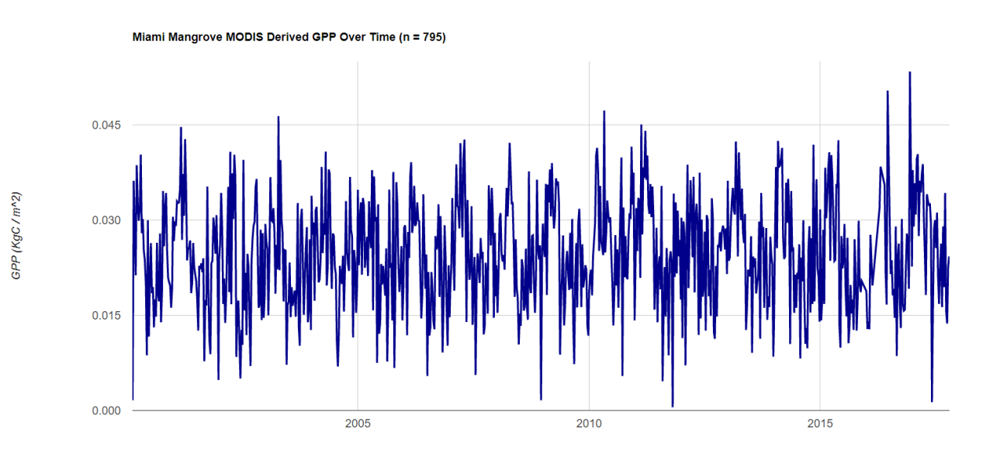 Miami Mangrove MODIS Derived GPP Over Time (n = 795)
GPP (KgC / m^2)
0.045
0.030
0.015
0.000
2005 2010 2015